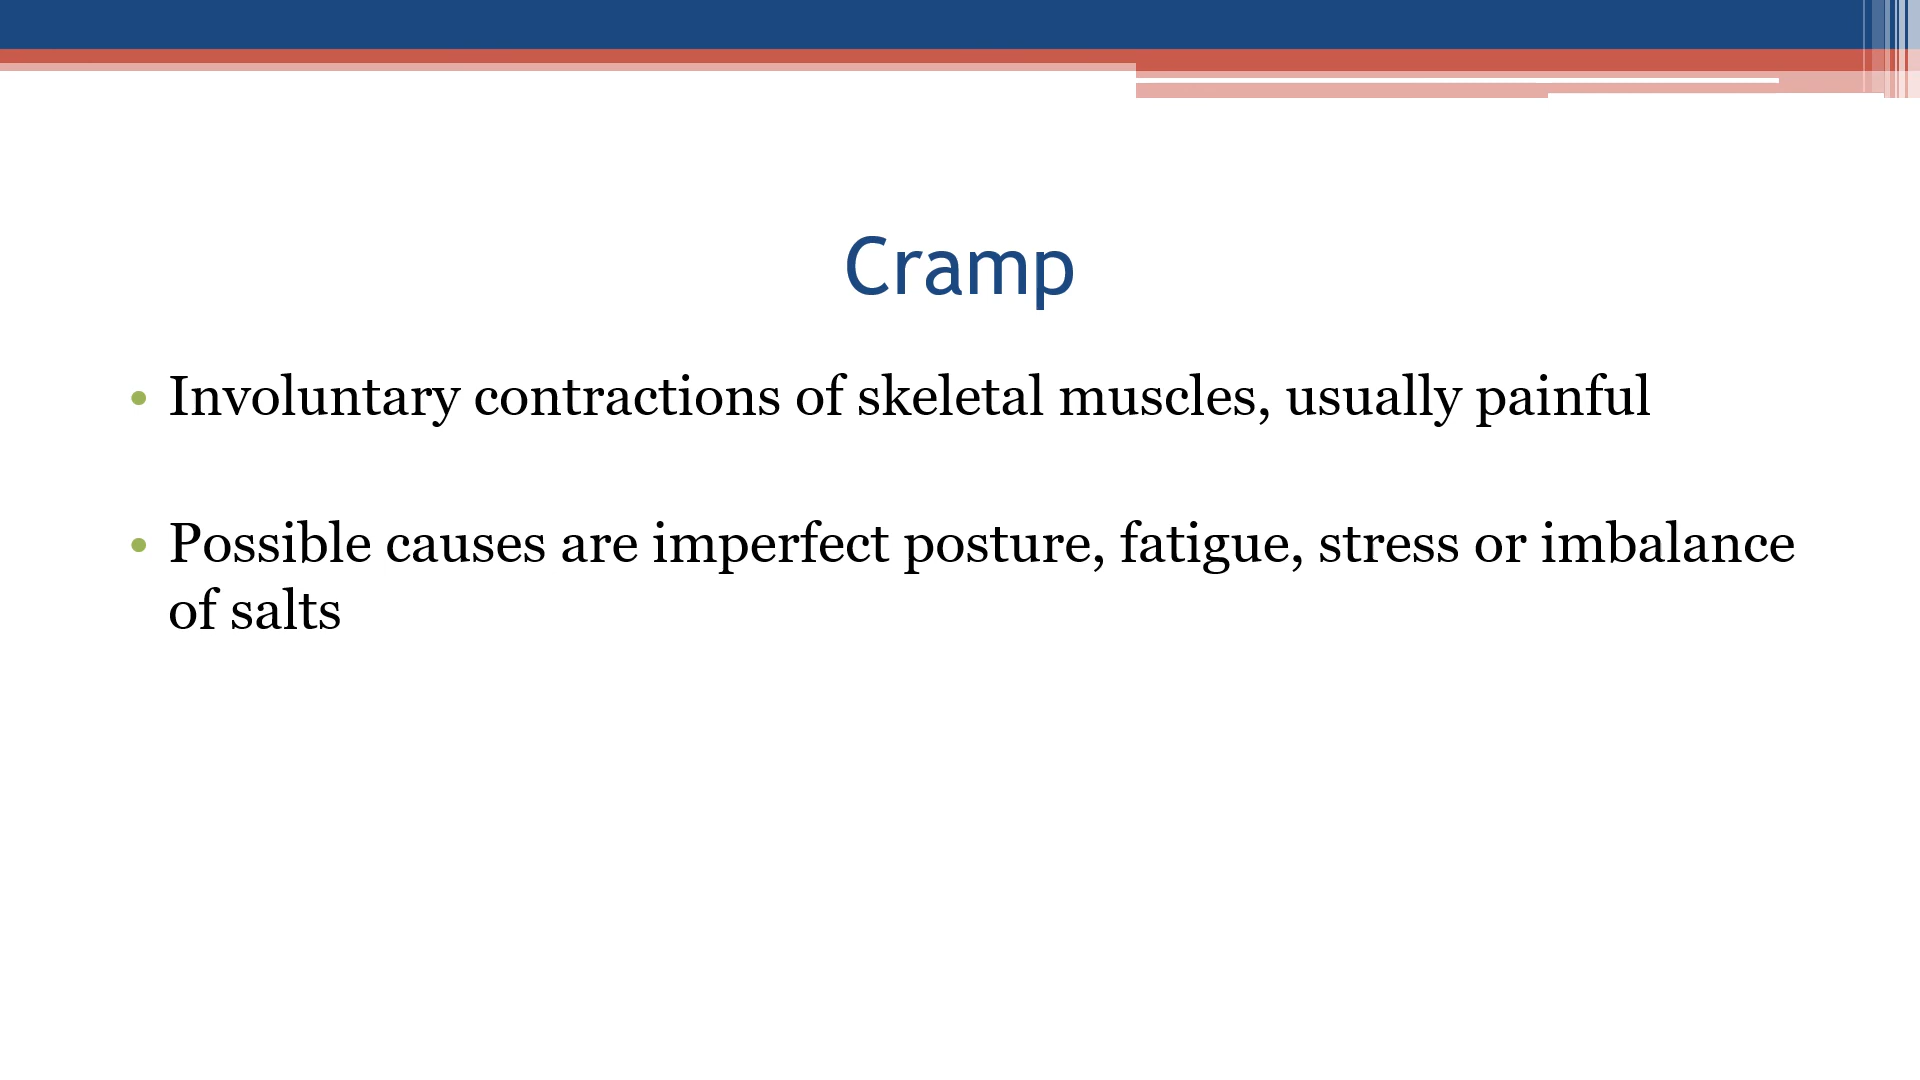 Cramp
• Involuntary contractions of skeletal muscles, usually painful
• Possible causes are imperfect posture, fatigue, stress or imbalance
of salts